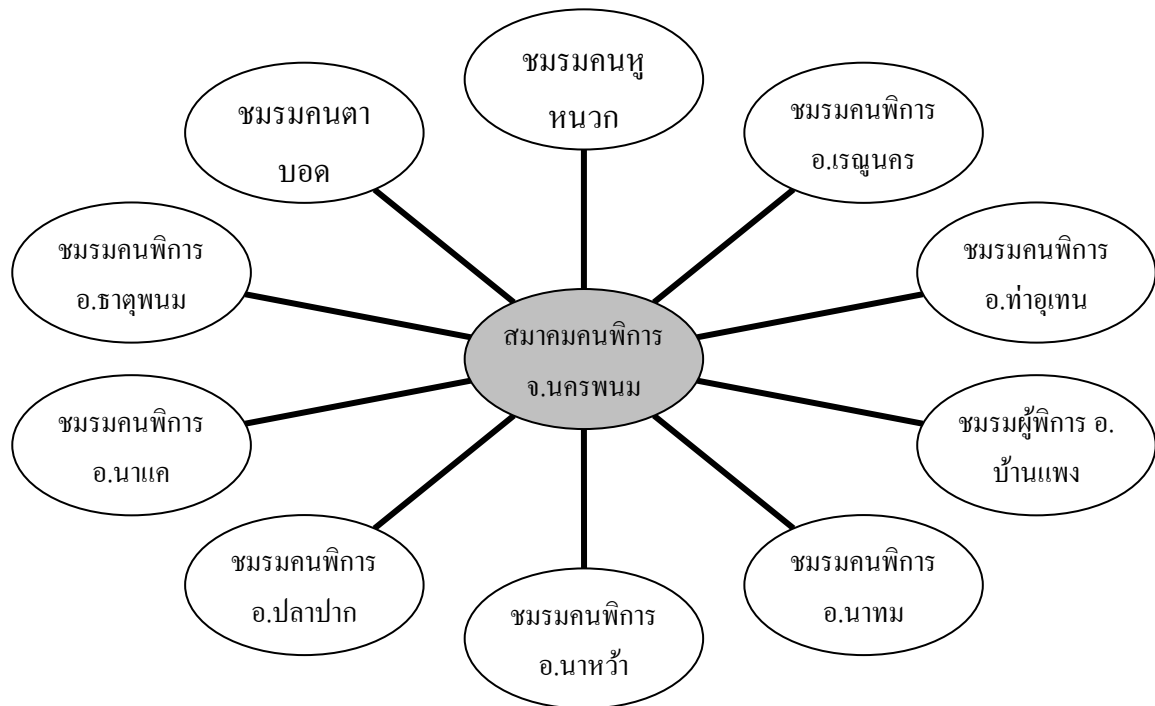 ชมรมคนหู
หนวก
ชมรมคนตา
บอด
ชมรมคนพิการ
อ.เรณูนคร
ชมรมคนพิการ
อ.ธาตุพนม
ชมรมคนพิการ
อ.ท่าอุเทน
สมาคมคนพิการ
จ.นครพนม
ชมรมคนพิการ
อ.นาแค
ชมรมผู้พิการ อ.
บ้านแพง
ชมรมคนพิการ
อ.ปลาปาก
ชมรมคนพิการ
อ.นาหว้า
ชมรมคนพิการ
อ.นาทม